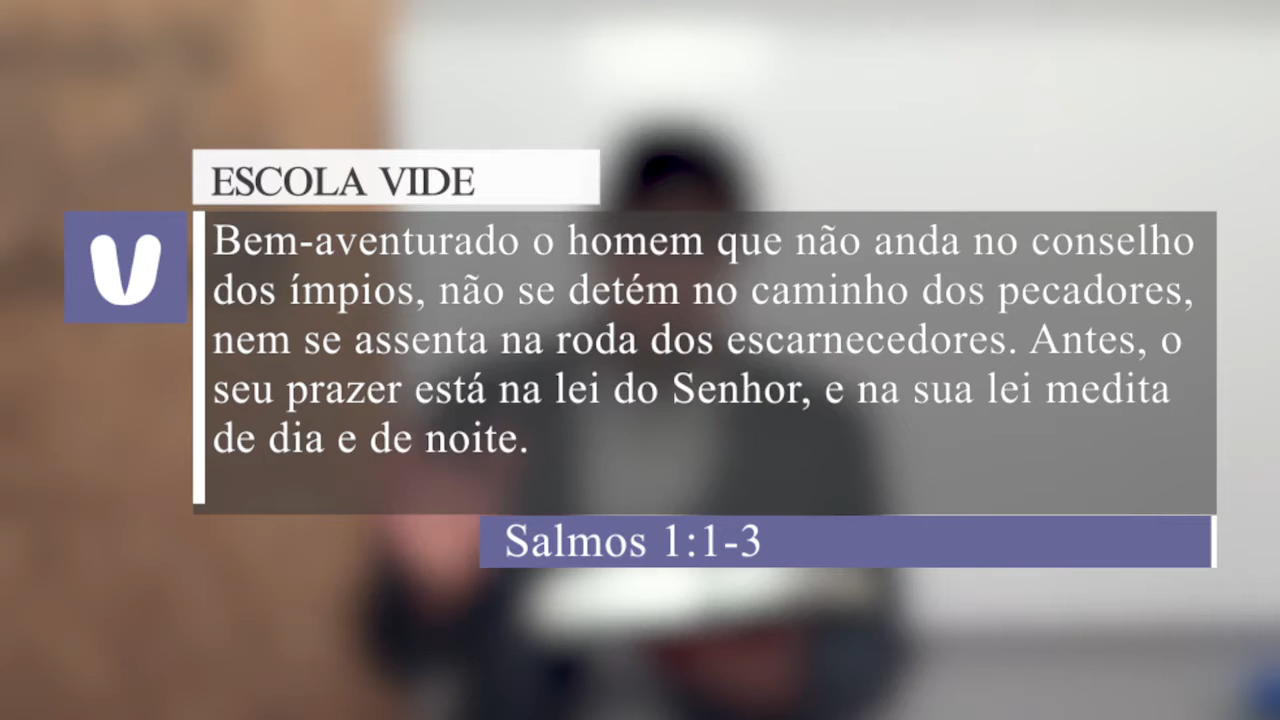 ESCOLA VIDE
V
Bem-aventurado o homem que não anda no conselho
dos ímpios, não se detém no caminho dos pecadores,
nem se assenta na roda dos escarnecedores. Antes, o
seu prazer está na lei do Senhor, e na sua lei medita
de dia e de noite.
Salmos 1:1-3